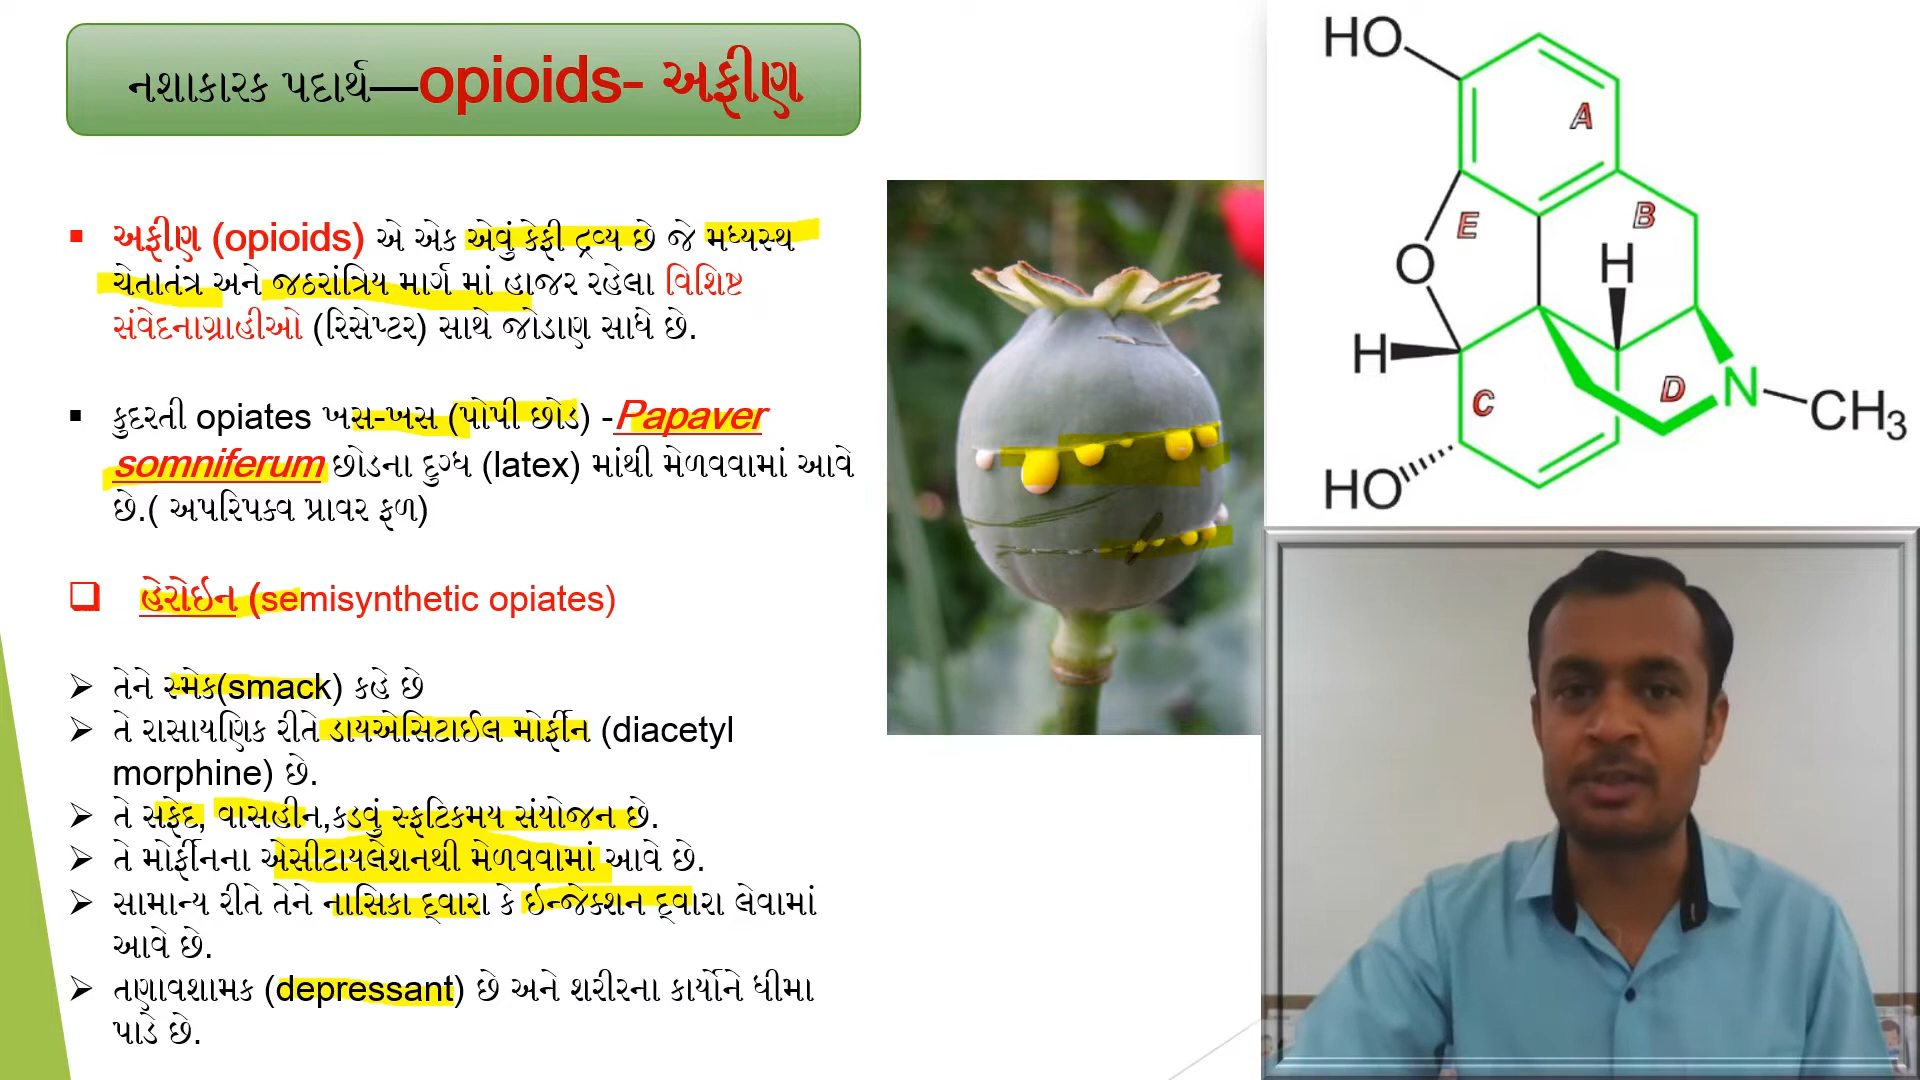 નશાકારક પદાર્થ—opioids- અફીણ
▪ અફીણ (opioids) એ એક એવું કેફી દ્રવ્ય છે જે મધ્યસ્થ
ચેતાતંત્ર અને જઠરાંત્રિય માર્ગ માં હાજર રહેલા વિશિષ્ટ
સંવેદનાગ્રાહીઓ (રિસેપ્ટર) સાથે જોડાણ સાધે છે.
▪ કુદરતી opiates ખસ-ખસ (પોપી છોડ) -Papaver
somniferum છોડના દુગ્ધ (latex) માંથી મેળવવામાં આવે
છે.( અપરિપક્વ પ્રાવર ફળ)
❑ હેરોઇન (semisynthetic opiates)
➢ તેને સ્મેક(smack) કહે છે
➢ તે રાસાયણિક રીતે ડાયએસિટાઈલ મોર્ફીન (diacetyl
morphine) છે.
➢ તે સફેદ, વાસહીન,કડવું સ્ફટિકમય સંયોજન છે.
➢ તે મોર્ફીનના એસીટાયલેશનથી મેળવવામાં આવે છે.
➢ સામાન્ય રીતે તેને નાસિકા દ્વારા કે ઇન્જેક્શન દ્વારા લેવામાં
આવે છે.
➢ તણાવશામક (depressant) છે અને શરીરના કાર્યોને ધીમા
પાડે છે.
HO
A
E
B
O
H
H
C
D
N
CH3
HO